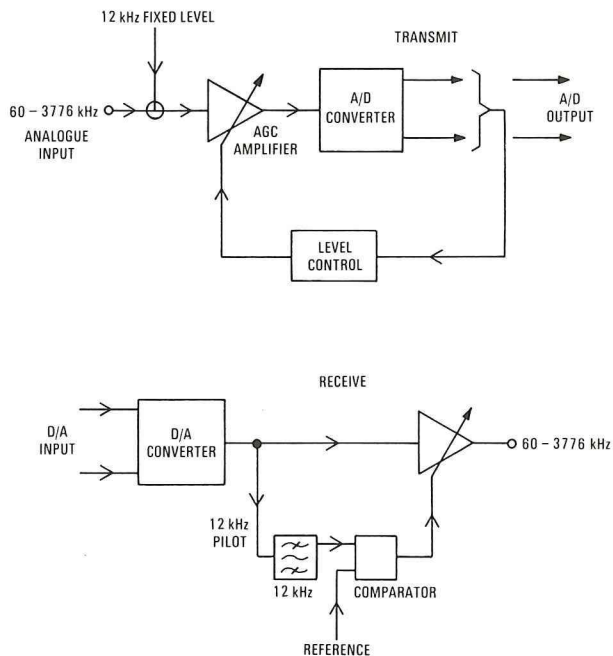 12 kHz FIXED LEVEL
TRANSMIT
60 – 3776 kHz
ANALOGUE
INPUT
AGC
AMPLIFIER
A/D
CONVERTER
A/D
OUTPUT
LEVEL
CONTROL
RECEIVE
D/A
INPUT
D/A
CONVERTER
60 – 3776 kHz
12 kHz
PILOT
12 kHz
COMPARATOR
REFERENCE